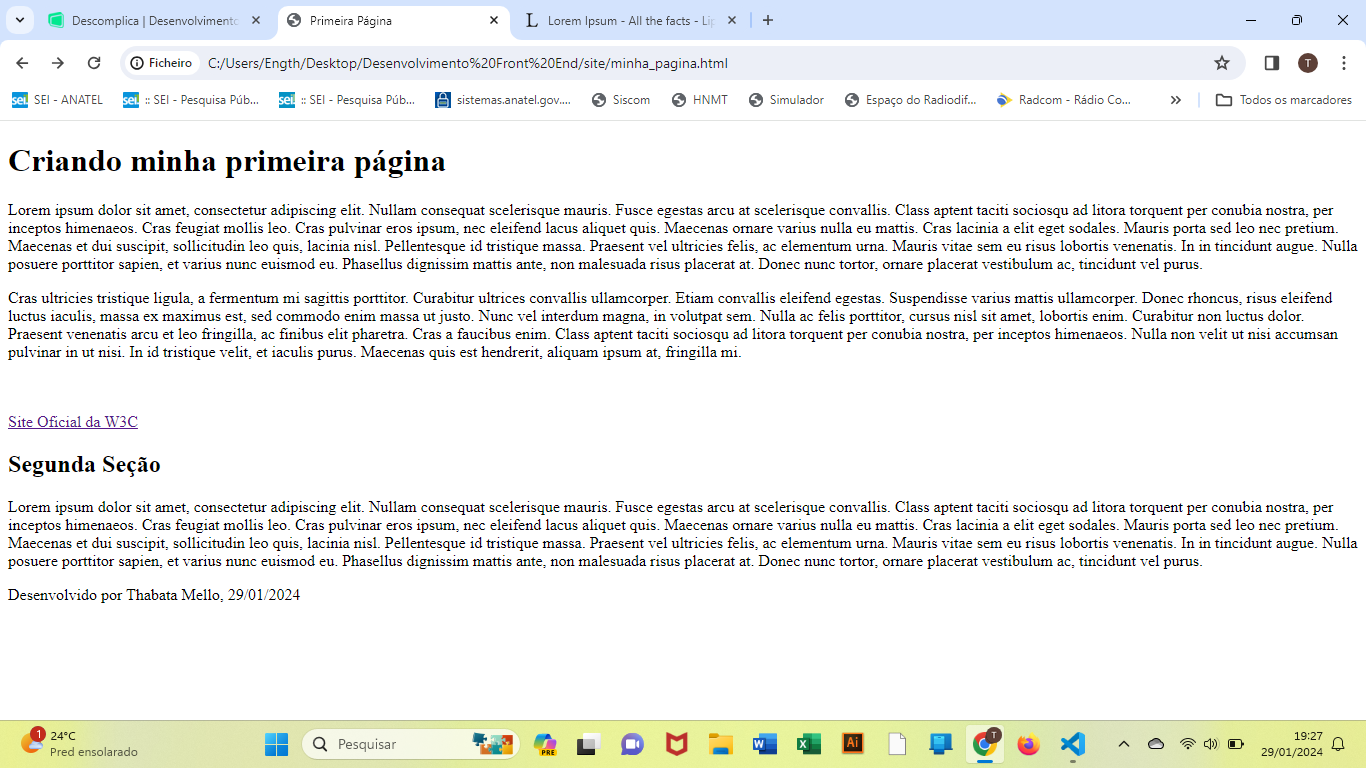 Descomplica | Desenvolvimento
Primeira Página
Lorem Ipsum - All the facts - Lip
Ficheiro
C:/Users/Ength/Desktop/Desenvolvimento%20Front%20End/site/minha_pagina.html
T
SEI - ANATEL
:: SEI - Pesquisa Púb...
:: SEI - Pesquisa Púb...
sistemas.anatel.gov....
Siscom
HNMT
Simulador
Espaço do Radiodif...
Radcom - Rádio Co...
Todos os marcadores
Criando minha primeira página
Lorem ipsum dolor sit amet, consectetur adipiscing elit. Nullam consequat scelerisque mauris. Fusce egestas arcu at scelerisque convallis. Class aptent taciti sociosqu ad litora torquent per conubia nostra, per
inceptos himenaeos. Cras feugiat mollis leo. Cras pulvinar eros ipsum, nec eleifend lacus aliquet quis. Maecenas ornare varius nulla eu mattis. Cras lacinia a elit eget sodales. Mauris porta sed leo nec pretium.
Maecenas et dui suscipit, sollicitudin leo quis, lacinia nisl. Pellentesque id tristique massa. Praesent vel ultricies felis, ac elementum urna. Mauris vitae sem eu risus lobortis venenatis. In in tincidunt augue. Nulla
posuere porttitor sapien, et varius nunc euismod eu. Phasellus dignissim mattis ante, non malesuada risus placerat at. Donec nunc tortor, ornare placerat vestibulum ac, tincidunt vel purus.
Cras ultricies tristique ligula, a fermentum mi sagittis porttitor. Curabitur ultrices convallis ullamcorper. Etiam convallis eleifend egestas. Suspendisse varius mattis ullamcorper. Donec rhoncus, risus eleifend
luctus iaculis, massa ex maximus est, sed commodo enim massa ut justo. Nunc vel interdum magna, in volutpat sem. Nulla ac felis porttitor, cursus nisl sit amet, lobortis enim. Curabitur non luctus dolor.
Praesent venenatis arcu et leo fringilla, ac finibus elit pharetra. Cras a faucibus enim. Class aptent taciti sociosqu ad litora torquent per conubia nostra, per inceptos himenaeos. Nulla non velit ut nisi accumsan
pulvinar in ut nisi. In id tristique velit, et iaculis purus. Maecenas quis est hendrerit, aliquam ipsum at, fringilla mi.
Site Oficial da W3C
Segunda Seção
Lorem ipsum dolor sit amet, consectetur adipiscing elit. Nullam consequat scelerisque mauris. Fusce egestas arcu at scelerisque convallis. Class aptent taciti sociosqu ad litora torquent per conubia nostra, per
inceptos himenaeos. Cras feugiat mollis leo. Cras pulvinar eros ipsum, nec eleifend lacus aliquet quis. Maecenas ornare varius nulla eu mattis. Cras lacinia a elit eget sodales. Mauris porta sed leo nec pretium.
Maecenas et dui suscipit, sollicitudin leo quis, lacinia nisl. Pellentesque id tristique massa. Praesent vel ultricies felis, ac elementum urna. Mauris vitae sem eu risus lobortis venenatis. In in tincidunt augue. Nulla
posuere porttitor sapien, et varius nunc euismod eu. Phasellus dignissim mattis ante, non malesuada risus placerat at. Donec nunc tortor, ornare placerat vestibulum ac, tincidunt vel purus.
Desenvolvido por Thabata Mello, 29/01/2024
1
24°C
Pred ensolarado
Pesquisar
PRE
Ai
T
19:27
29/01/2024